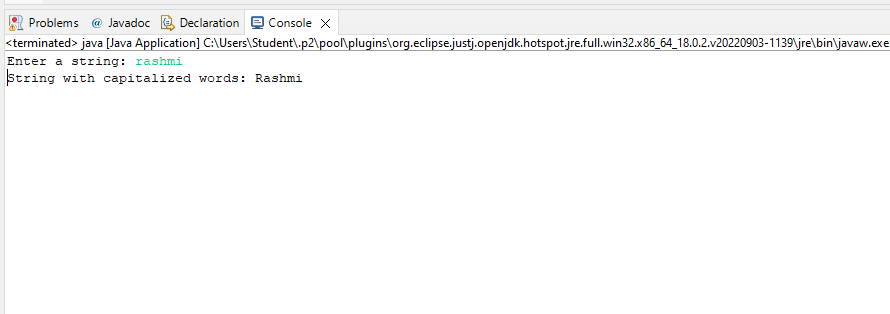 Problems @ Javadoc Declaration Console
<terminated> java [Java Application] C:\Users\Student\.p2\pool\plugins\org.eclipse.justj.openjdk.hotspot.jre.full.win32.x86_64_18.0.2.v20220903-1139\jre\bin\javaw.exe
Enter a string: rashmi
String with capitalized words: Rashmi